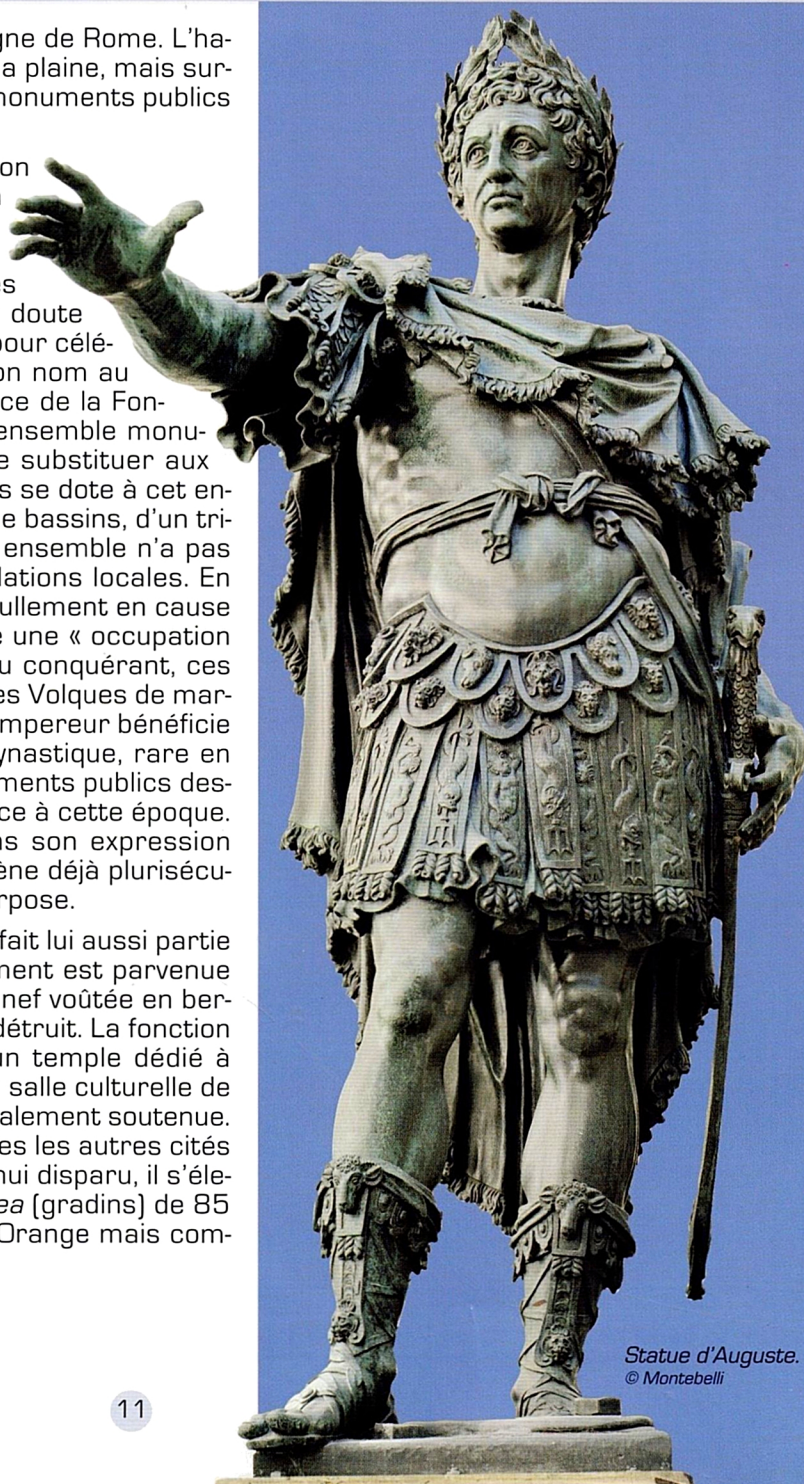 gne de Rome. L'ha-
a plaine, mais sur-
monuments publics
on
es
doute
pour célé-
on nom au
ce de la Fon-
ensemble monu-
e substituer aux
s se dote à cet en-
e bassins, d'un tri-
ensemble n'a pas
lations locales. En
ullement en cause
e une « occupation
u conquérant, ces
es Volques de mar-
mpereur bénéficie
ynastique, rare en
ments publics des-
ce à cette époque.
ns son expression
ène déjà plurisécu-
rpose.
fait lui aussi partie
ment est parvenue
nef voûtée en ber-
détruit. La fonction
un temple dédié à
salle culturelle de
alement soutenue.
es les autres cités
hui disparu, il s'éle-
ea (gradins) de 85
Orange mais com-
Statue d'Auguste.
© Montebelli
11